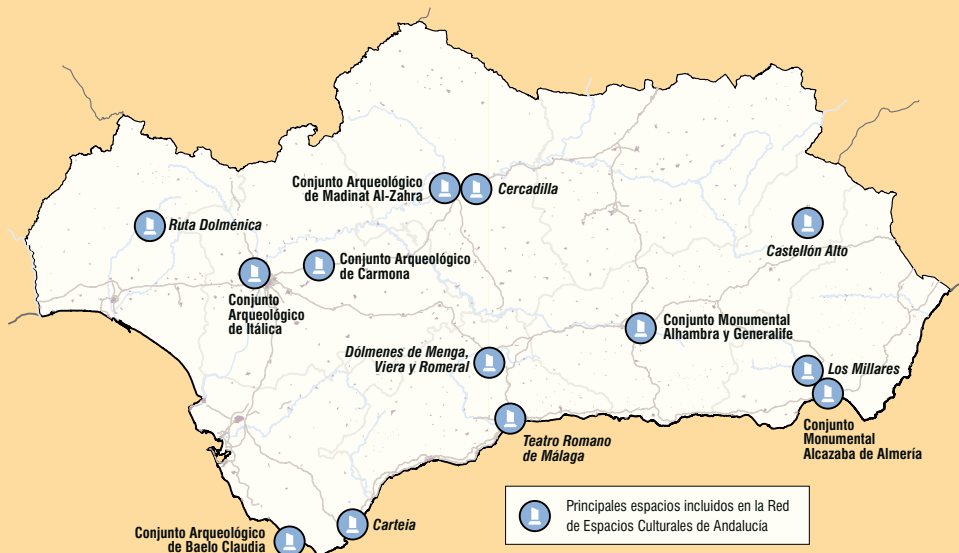 Conjunto Arqueológico
de Madinat Al-Zahra
Cercadilla
Ruta Dolménica
Castellón Alto
Conjunto Arqueológico
de Carmona
Conjunto
Arqueológico
de Itálica
Conjunto Monumental
Alhambra y Generalife
Dólmenes de Menga,
Viera y Romeral
Los Millares
Teatro Romano
de Málaga
Conjunto
Monumental
Alcazaba de Almería
Carteia
Conjunto Arqueológico
de Baelo Claudia
Principales espacios incluidos en la Red
de Espacios Culturales de Andalucía